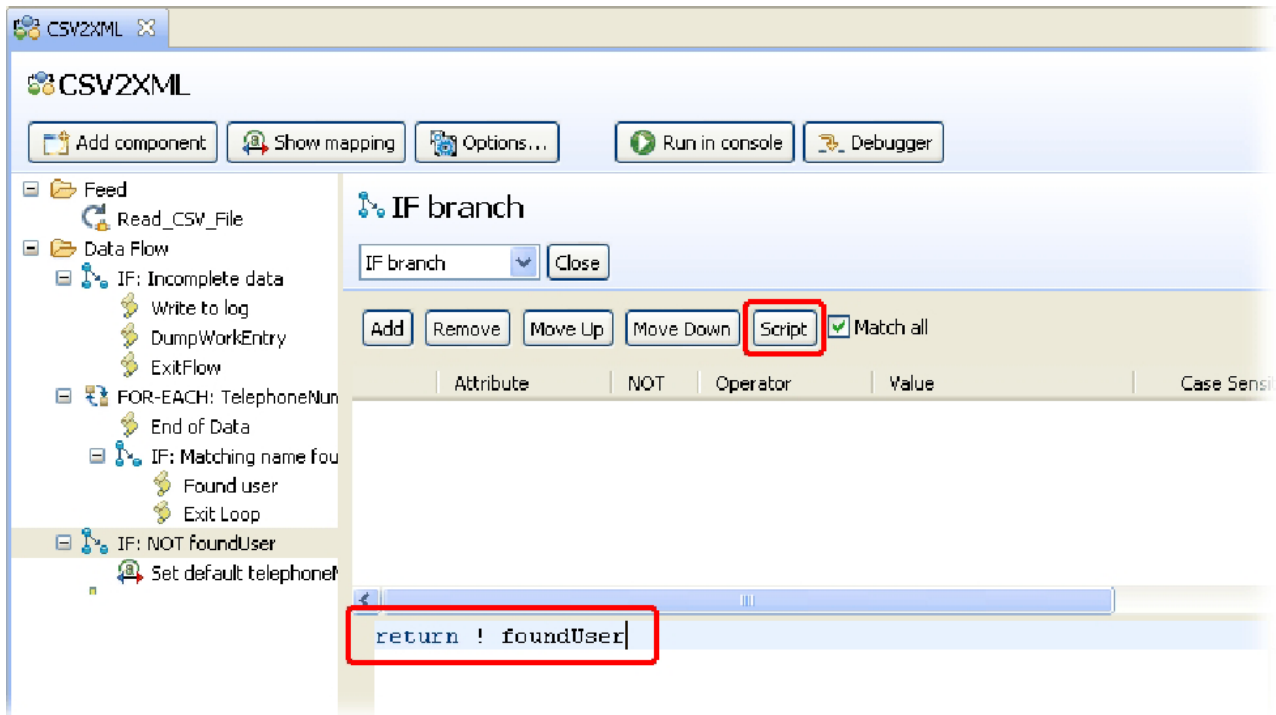 CSV2XML
CSV2XML
Add component Show mapping Options... Run in console Debugger
Feed
Read_CSV_File
Data Flow
IF: Incomplete data
Write to log
DumpWorkEntry
ExitFlow
FOR-EACH: TelephoneNun
End of Data
IF: Matching name fou
Found user
Exit Loop
IF: NOT foundUser
Set default telephoneN
IF branch
IF branch Close
Add Remove Move Up Move Down Script Match all
Attribute NOT Operator Value Case Sensi
return ! foundUser